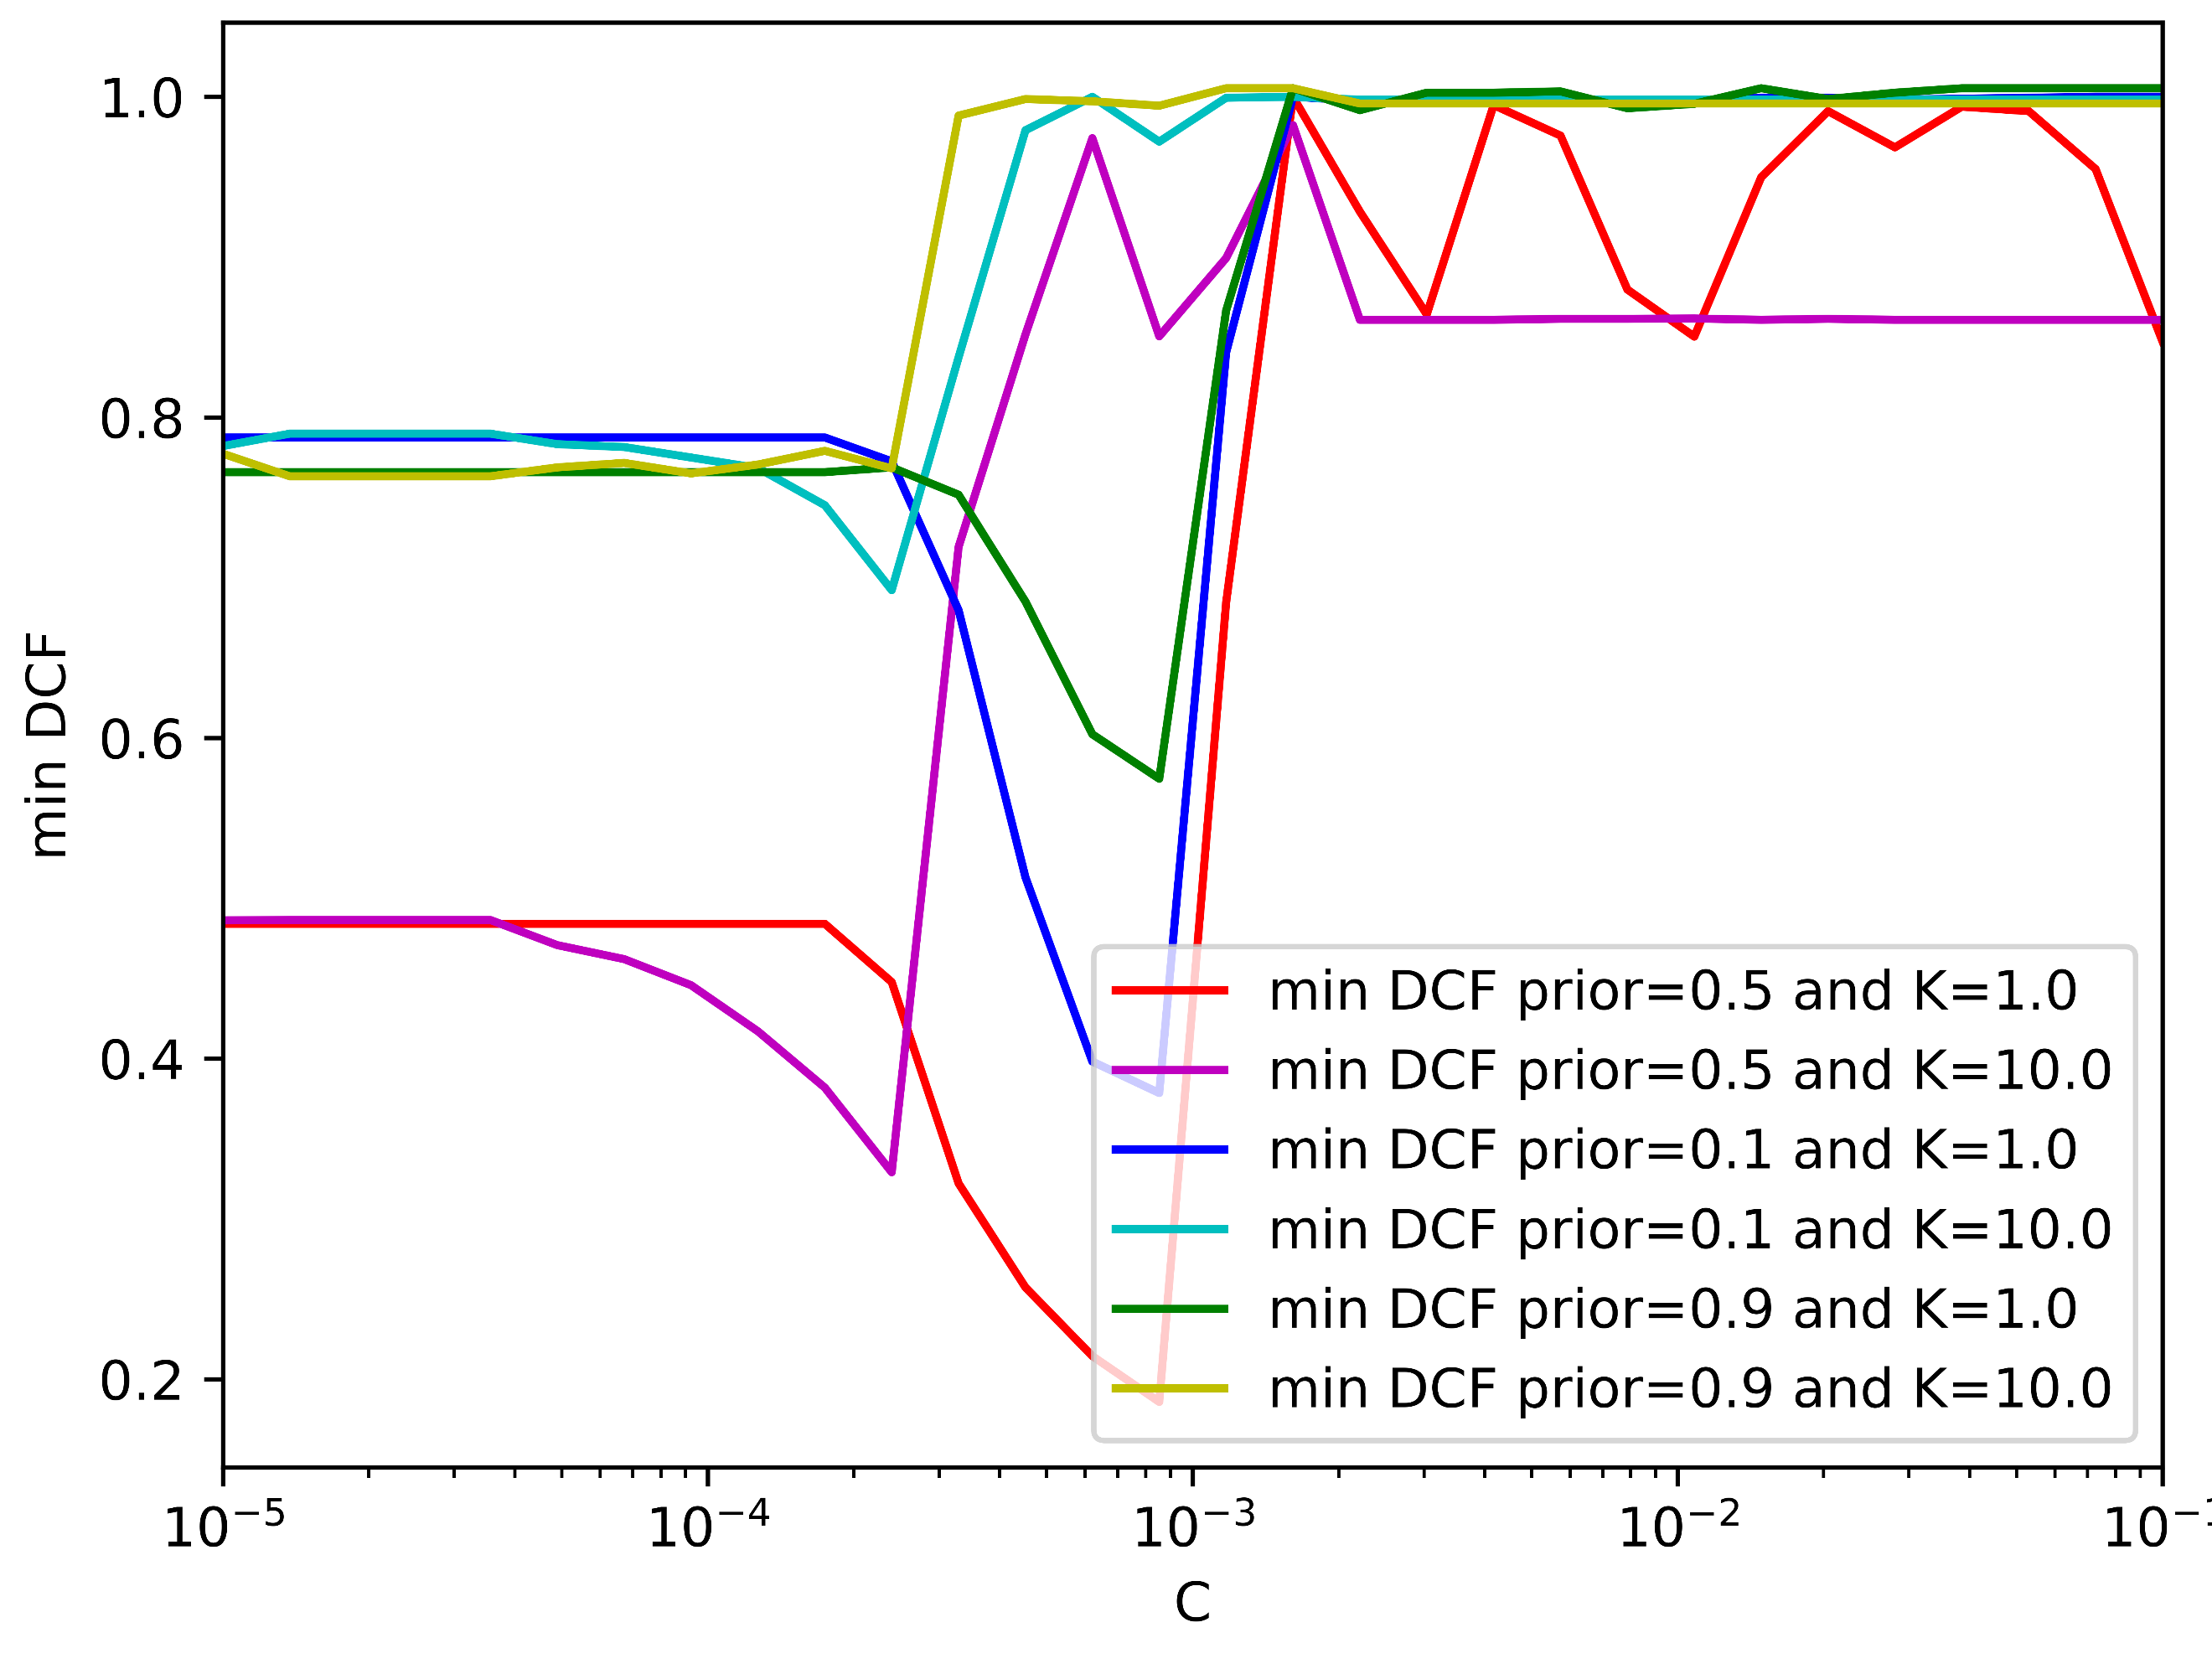 1.0
0.8
0.6
0.4
0.2
min DCF
min DCF prior=0.5 and K=1.0
min DCF prior=0.5 and K=10.0
min DCF prior=0.1 and K=1.0
min DCF prior=0.1 and K=10.0
min DCF prior=0.9 and K=1.0
min DCF prior=0.9 and K=10.0
10⁻⁵ 10⁻⁴ 10⁻³ 10⁻² 10⁻¹
C